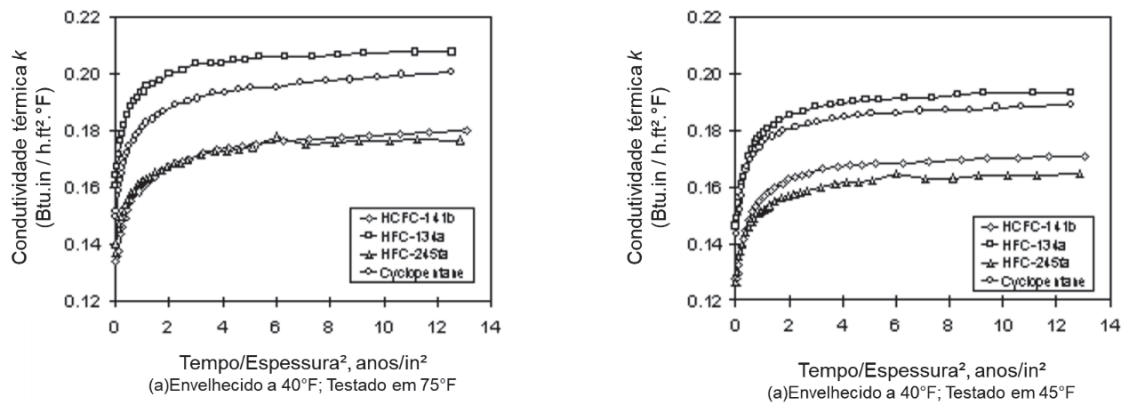 0.22
0.20
0.18
0.16
0.14
0.12
Condutividade térmica k
(Btu.in / h.ft². °F)
HCFC-141b
HFC-134a
HFC-245fa
Cyclopentane
0 2 4 6 8 10 12 14
Tempo/Espessura², anos/in²
(a)Envelhecido a 40°F; Testado em 75°F
0.22
0.20
0.18
0.16
0.14
0.12
Condutividade térmica k
(Btu.in / h.ft². °F)
HCFC-141b
HFC-134a
HFC-245fa
Cyclopentane
0 2 4 6 8 10 12 14
Tempo/Espessura², anos/in²
(a)Envelhecido a 40°F; Testado em 45°F